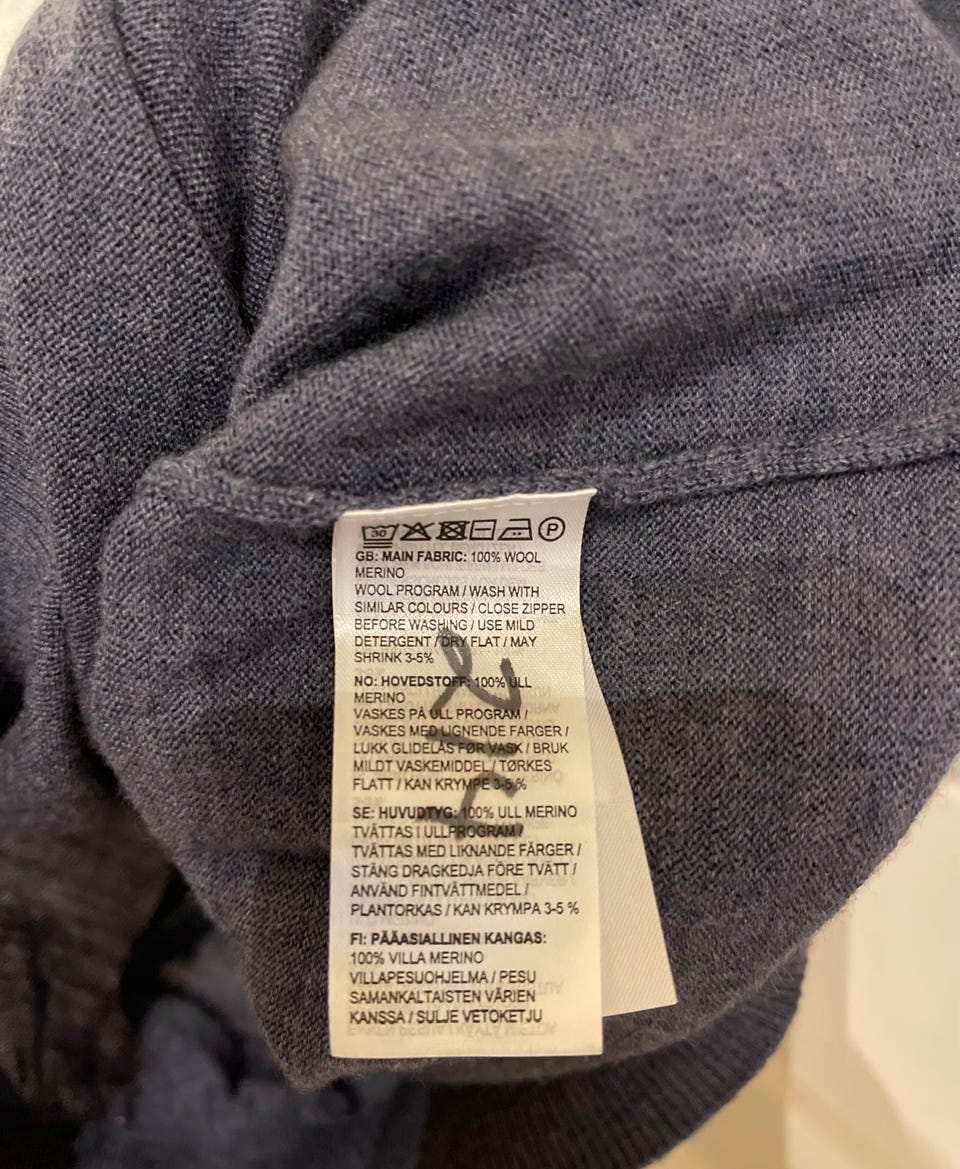 30 P
GB: MAIN FABRIC: 100% WOOL
MERINO
WOOL PROGRAM / WASH WITH
SIMILAR COLOURS / CLOSE ZIPPER
BEFORE WASHING / USE MILD
DETERGENT / DRY FLAT / MAY
SHRINK 3-5%
NO: HOVEDSTOFF: 100% ULL
MERINO
VASKES PÅ ULL PROGRAM /
VASKES MED LIGNENDE FARGER /
LUKK GLIDELÅS FØR VASK / BRUK
MILDT VASKEMIDDEL / TØRKES
FLATT / KAN KRYMPE 3-5 %
SE: HUVUDTYG: 100% ULL MERINO
TVÄTTAS I ULLPROGRAM /
TVÄTTAS MED LIKNANDE FÄRGER /
STÄNG DRAGKEDJA FÖRE TVÄTT /
ANVÄND FINTVÄTTMEDEL /
PLANTORKAS / KAN KRYMPA 3-5 %
FI: PÄÄASIALLINEN KANGAS:
100% VILLA MERINO
VILLAPESUOHJELMA / PESU
SAMANKALTAISTEN VÄRIEN
KANSSA / SULJE VETOKETJU